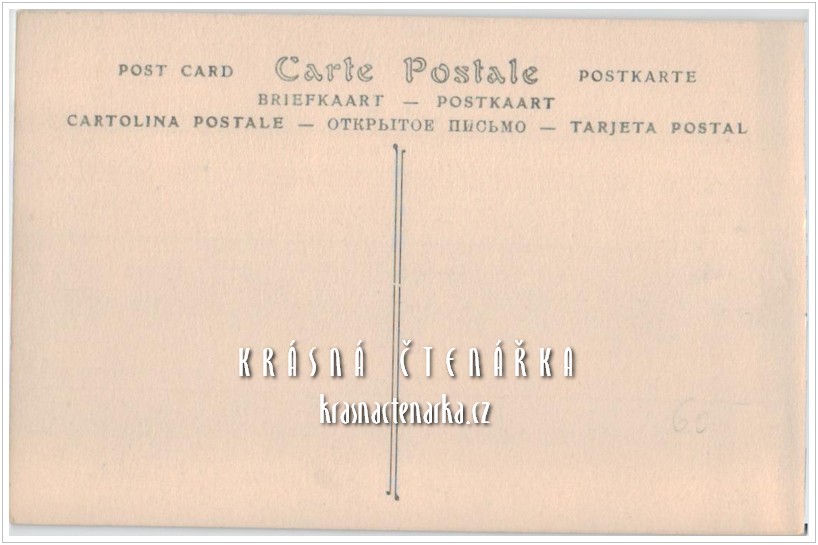 POST CARD Carte Postale POSTKARTE
BRIEFKAART — POSTKAART
CARTOLINA POSTALE — ОТКРЫТОЕ ПИСЬМО — TARJETA POSTAL
KRÁSNÁ ČTENÁŘKA
krasnactenarka.cz